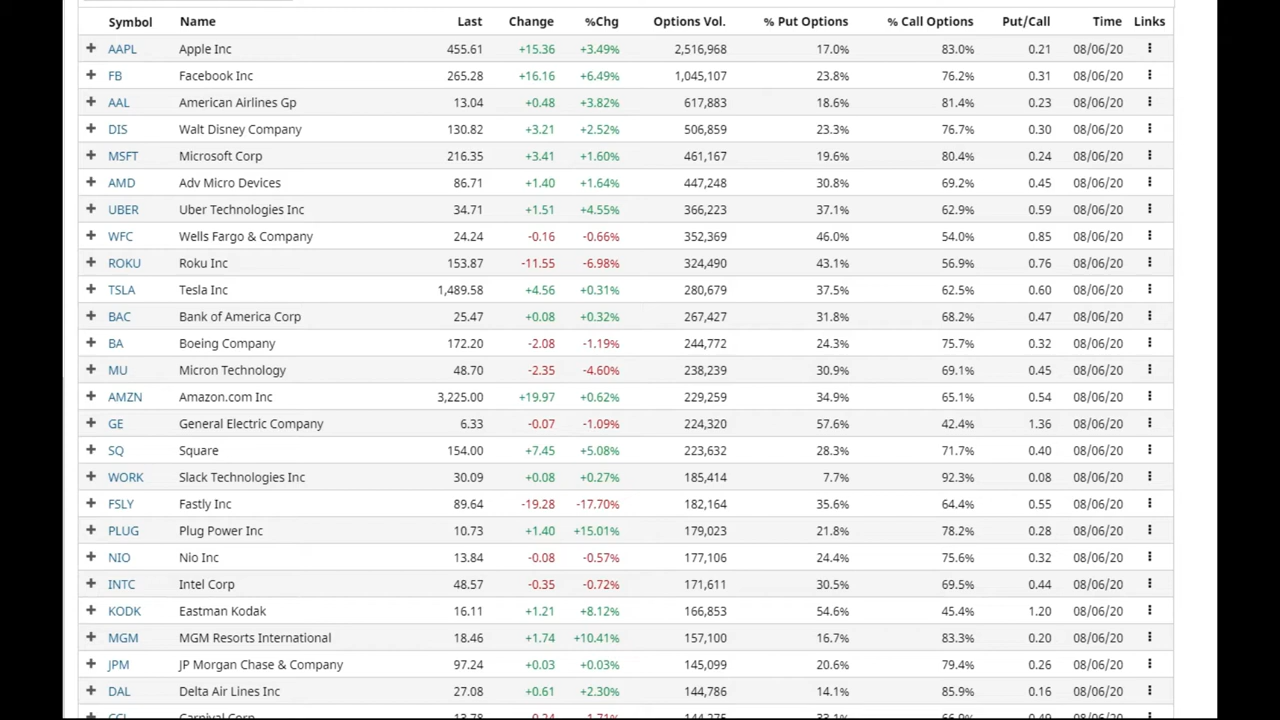 Symbol Name Last Change %Chg Options Vol. % Put Options % Call Options Put/Call Time Links
AAPL Apple Inc 455.61 +15.36 +3.49% 2,516,968 17.0% 83.0% 0.21 08/06/20
FB Facebook Inc 265.28 +16.16 +6.49% 1,045,107 23.8% 76.2% 0.31 08/06/20
AAL American Airlines Gp 13.04 +0.48 +3.82% 617,883 18.6% 81.4% 0.23 08/06/20
DIS Walt Disney Company 130.82 +3.21 +2.52% 506,859 23.3% 76.7% 0.30 08/06/20
MSFT Microsoft Corp 216.35 +3.41 +1.60% 461,167 19.6% 80.4% 0.24 08/06/20
AMD Adv Micro Devices 86.71 +1.40 +1.64% 447,248 30.8% 69.2% 0.45 08/06/20
UBER Uber Technologies Inc 34.71 +1.51 +4.55% 366,223 37.1% 62.9% 0.59 08/06/20
WFC Wells Fargo & Company 24.24 -0.16 -0.66% 352,369 46.0% 54.0% 0.85 08/06/20
ROKU Roku Inc 153.87 -11.55 -6.98% 324,490 43.1% 56.9% 0.76 08/06/20
TSLA Tesla Inc 1,489.58 +4.56 +0.31% 280,679 37.5% 62.5% 0.60 08/06/20
BAC Bank of America Corp 25.47 +0.08 +0.32% 267,427 31.8% 68.2% 0.47 08/06/20
BA Boeing Company 172.20 -2.08 -1.19% 244,772 24.3% 75.7% 0.32 08/06/20
MU Micron Technology 48.70 -2.35 -4.60% 238,239 30.9% 69.1% 0.45 08/06/20
AMZN Amazon.com Inc 3,225.00 +19.97 +0.62% 229,259 34.9% 65.1% 0.54 08/06/20
GE General Electric Company 6.33 -0.07 -1.09% 224,320 57.6% 42.4% 1.36 08/06/20
SQ Square 154.00 +7.45 +5.08% 223,632 28.3% 71.7% 0.40 08/06/20
WORK Slack Technologies Inc 30.09 +0.08 +0.27% 185,414 7.7% 92.3% 0.08 08/06/20
FSLY Fastly Inc 89.64 -19.28 -17.70% 182,164 35.6% 64.4% 0.55 08/06/20
PLUG Plug Power Inc 10.73 +1.40 +15.01% 179,023 21.8% 78.2% 0.28 08/06/20
NIO Nio Inc 13.84 -0.08 -0.57% 177,106 24.4% 75.6% 0.32 08/06/20
INTC Intel Corp 48.57 -0.35 -0.72% 171,611 30.5% 69.5% 0.44 08/06/20
KODK Eastman Kodak 16.11 +1.21 +8.12% 166,853 54.6% 45.4% 1.20 08/06/20
MGM MGM Resorts International 18.46 +1.74 +10.41% 157,100 16.7% 83.3% 0.20 08/06/20
JPM JP Morgan Chase & Company 97.24 +0.03 +0.03% 145,099 20.6% 79.4% 0.26 08/06/20
DAL Delta Air Lines Inc 27.08 +0.61 +2.30% 144,786 14.1% 85.9% 0.16 08/06/20
CCL Carnival Corp